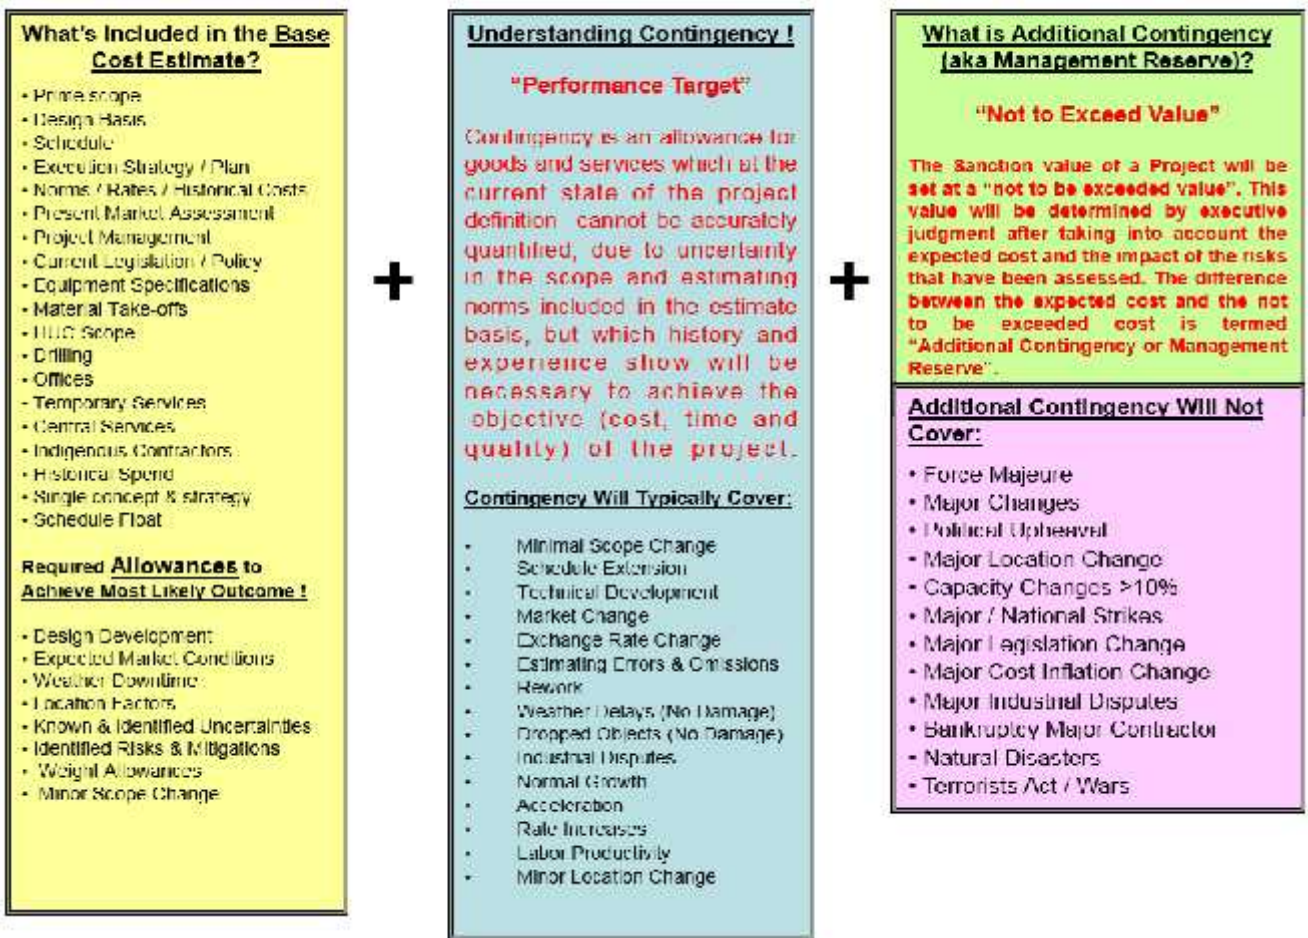 What's Included in the Base
Cost Estimate?
• Prime scope
• Design Basis
• Schedule
• Execution Strategy / Plan
• Norms / Rates / Historical Costs
• Present Market Assessment
• Project Management
• Current Legislation / Policy
• Equipment Specifications
• Material Take-offs
• HUC Scope
• Drilling
• Offices
• Temporary Services
• Central Services
• Indigenous Contractors
• Historical Spend
• Single concept & strategy
• Schedule Float
Required Allowances to
Achieve Most Likely Outcome !
• Design Development
• Expected Market Conditions
• Weather Downtime
• Location Factors
• Known & Identified Uncertainties
• Identified Risks & Mitigations
• Weight Allowances
• Minor Scope Change
+
Understanding Contingency !
"Performance Target"
Contingency is an allowance for
goods and services which at the
current state of the project
definition cannot be accurately
quantified, due to uncertainty
in the scope and estimating
norms included in the estimate
basis, but which history and
experience show will be
necessary to achieve the
objective (cost, time and
quality) of the project.
Contingency Will Typically Cover:
• Minimal Scope Change
• Schedule Extension
• Technical Development
• Market Change
• Exchange Rate Change
• Estimating Errors & Omissions
• Rework
• Weather Delays (No Damage)
• Dropped Objects (No Damage)
• Industrial Disputes
• Normal Growth
• Acceleration
• Rate Increases
• Labor Productivity
• Minor Location Change
+
What is Additional Contingency
(aka Management Reserve)?
"Not to Exceed Value"
The Sanction value of a Project will be
set at a "not to be exceeded value". This
value will be determined by executive
judgment after taking into account the
expected cost and the impact of the risks
that have been assessed. The difference
between the expected cost and the not
to be exceeded cost is termed
"Additional Contingency or Management
Reserve".
Additional Contingency Will Not
Cover:
• Force Majeure
• Major Changes
• Political Upheaval
• Major Location Change
• Capacity Changes >10%
• Major / National Strikes
• Major Legislation Change
• Major Cost Inflation Change
• Major Industrial Disputes
• Bankruptcy Major Contractor
• Natural Disasters
• Terrorists Act / Wars